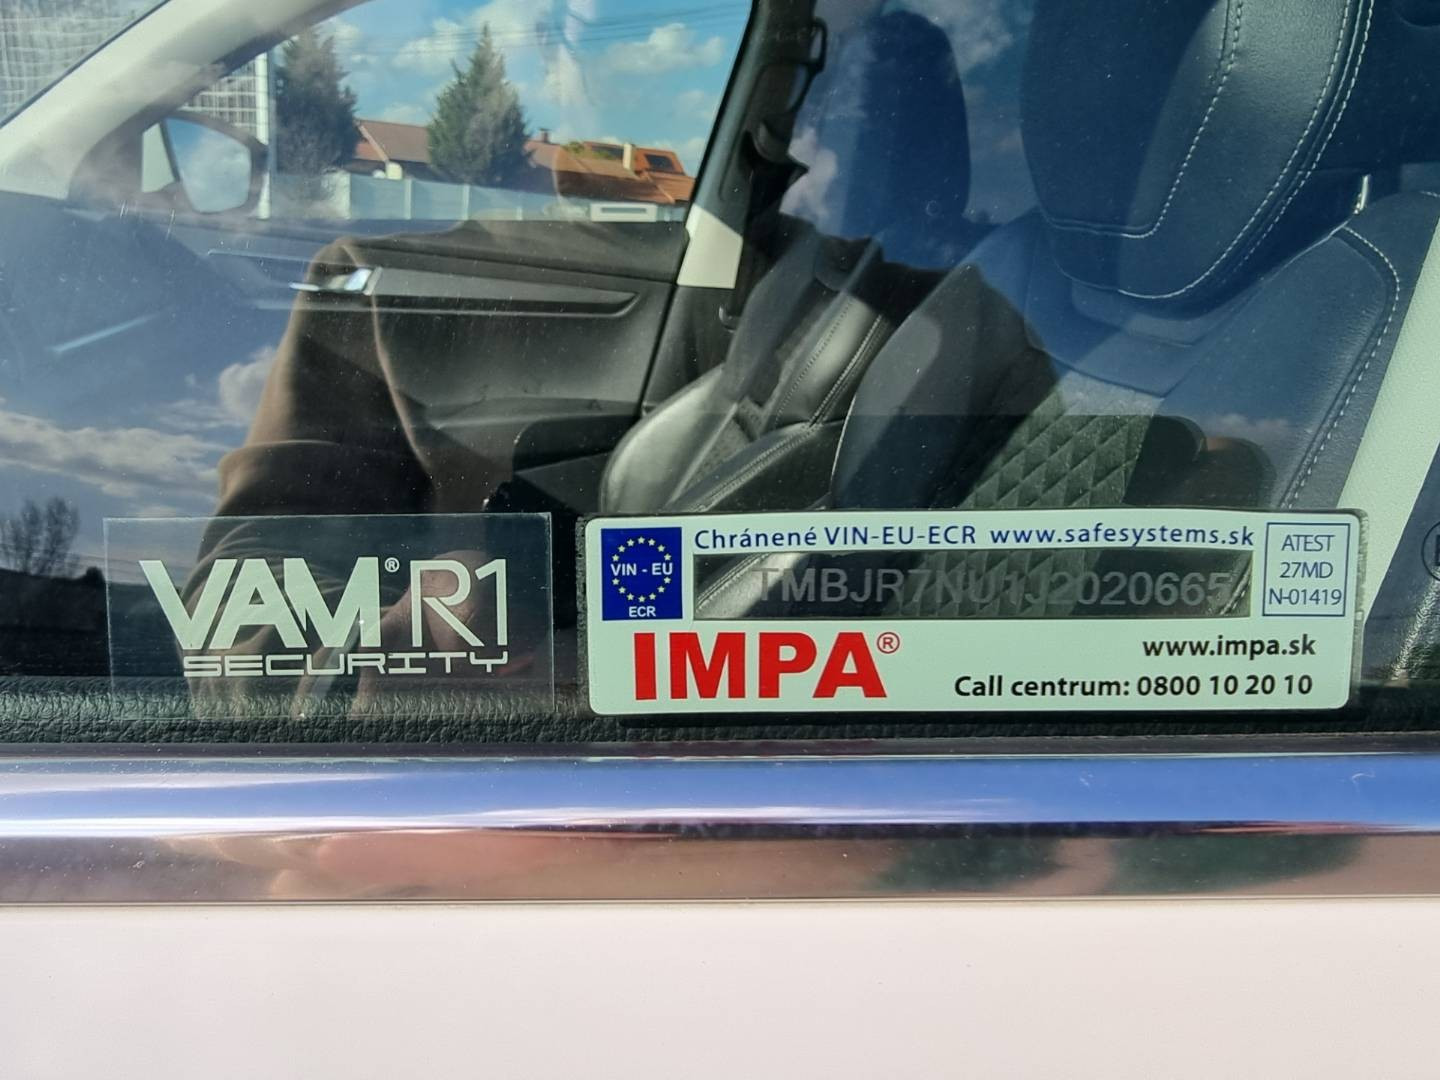 VAM® R1
SECURITY
VIN - EU
ECR
Chránené VIN-EU-ECR www.safesystems.sk
TMBJR7NU1J2020665
ATEST
27MD
N-01419
IMPA®
www.impa.sk
Call centrum: 0800 10 20 10